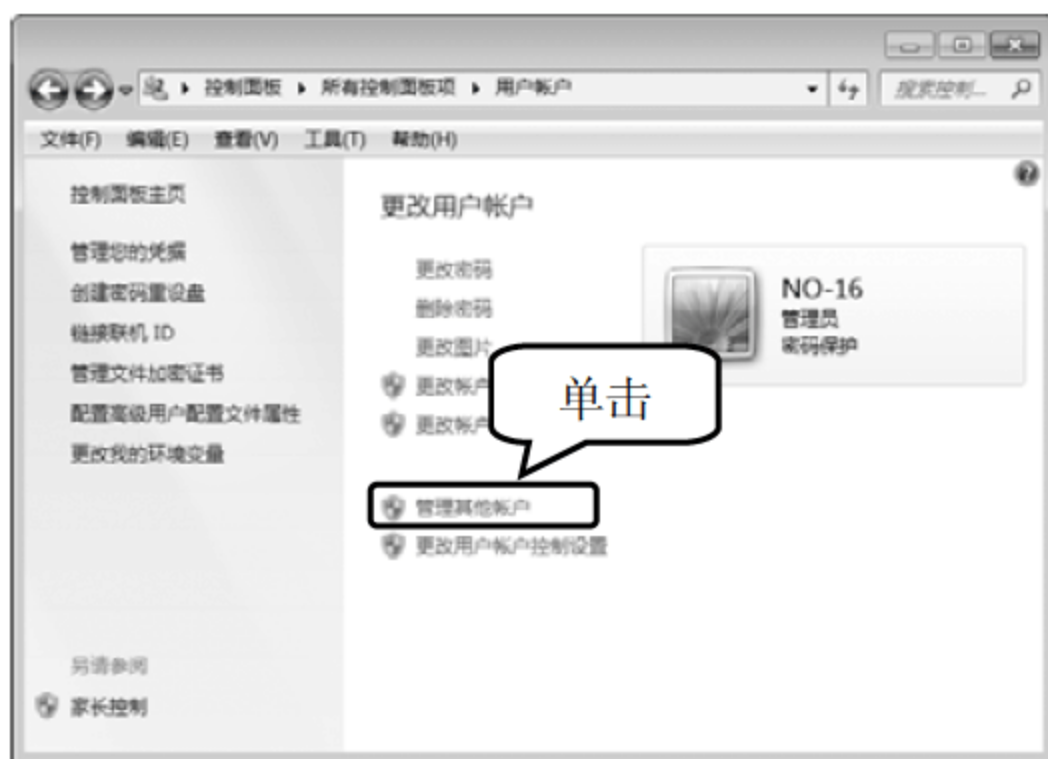 控制面板 ▸ 所有控制面板项 ▸ 用户帐户
搜索控制...
文件(F) 编辑(E) 查看(V) 工具(T) 帮助(H)
控制面板主页
管理您的凭据
创建密码重设盘
链接联机 ID
管理文件加密证书
配置高级用户配置文件属性
更改我的环境变量
另请参阅
家长控制
更改用户帐户
更改密码
删除密码
更改图片
更改帐户
更改帐户
管理其他帐户
更改用户帐户控制设置
NO-16
管理员
密码保护
单击